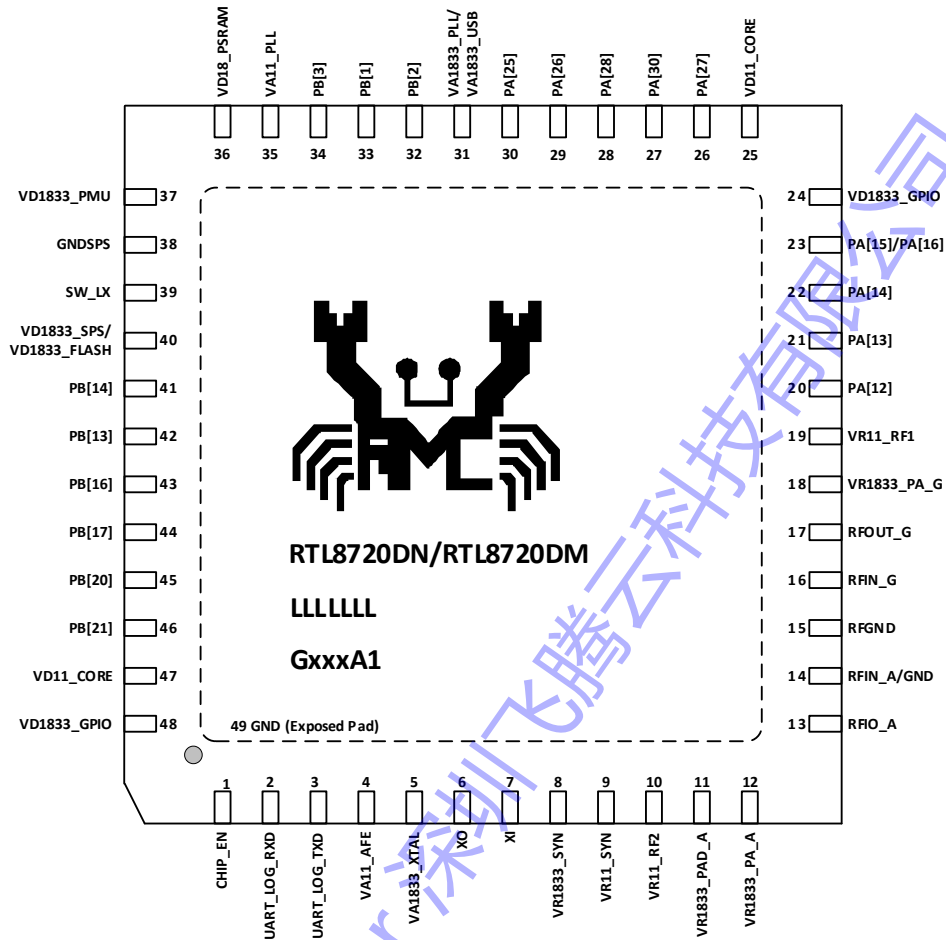 VD18_PSRAM
VA11_PLL
PB[3]
PB[1]
PB[2]
VA1833_PLL/
VA1833_USB
PA[25]
PA[26]
PA[28]
PA[30]
PA[27]
VD11_CORE
36
35
34
33
32
31
30
29
28
27
26
25
VD1833_PMU 37
GNDSPS 38
SW_LX 39
VD1833_SPS/
VD1833_FLASH 40
PB[14] 41
PB[13] 42
PB[16] 43
PB[17] 44
PB[20] 45
PB[21] 46
VD11_CORE 47
VD1833_GPIO 48
24 VD1833_GPIO
23 PA[15]/PA[16]
22 PA[14]
21 PA[13]
20 PA[12]
19 VR11_RF1
18 VR1833_PA_G
17 RFOUT_G
16 RFIN_G
15 RFGND
14 RFIN_A/GND
13 RFIO_A
RTL8720DN/RTL8720DM
LLLLLLL
GxxxA1
49 GND (Exposed Pad)
1
2
3
4
5
6
7
8
9
10
11
12
CHIP_EN
UART_LOG_RXD
UART_LOG_TXD
VA11_AFE
VA1833_XTAL
XO
XI
VR1833_SYN
VR11_SYN
VR11_RF2
VR1833_PAD_A
VR1833_PA_A
r 深圳飞腾云科技有限公司